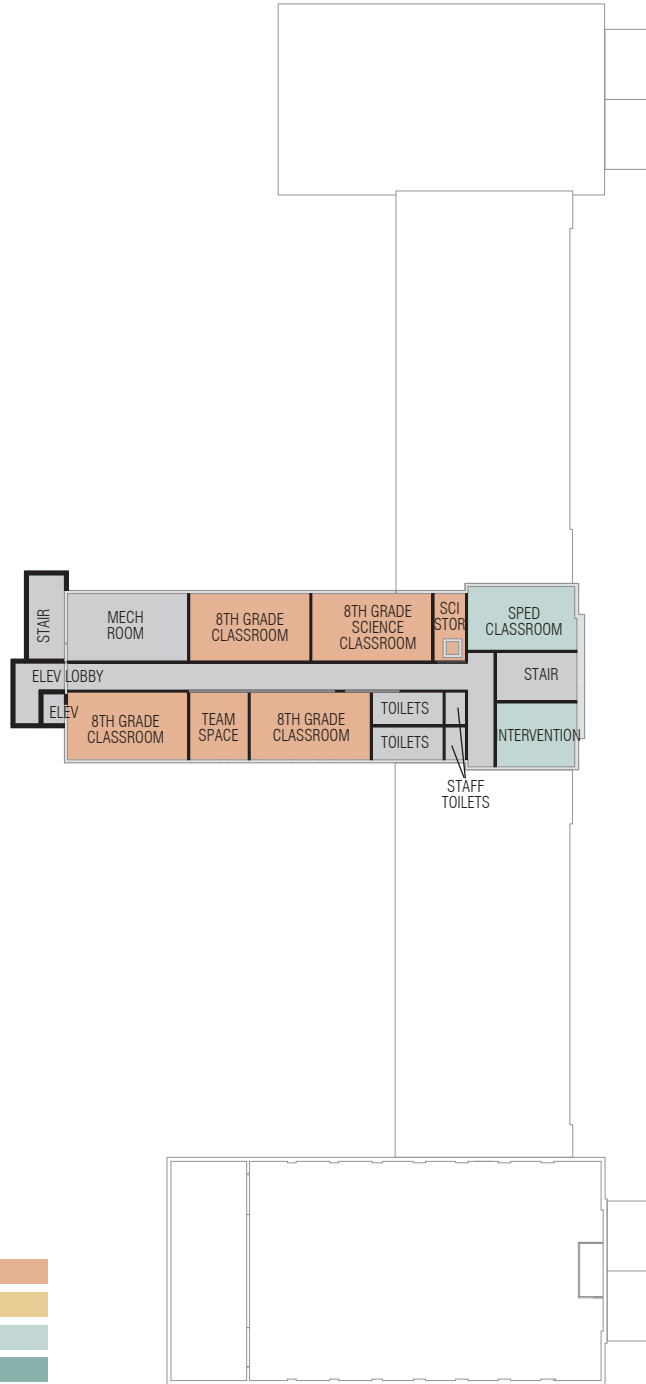 STAIR
MECH
ROOM
8TH GRADE
CLASSROOM
8TH GRADE
SCIENCE
CLASSROOM
SCI
STOR
SPED
CLASSROOM
ELEV LOBBY
STAIR
ELEV
8TH GRADE
CLASSROOM
TEAM
SPACE
8TH GRADE
CLASSROOM
TOILETS
TOILETS
NTERVENTION
STAFF
TOILETS